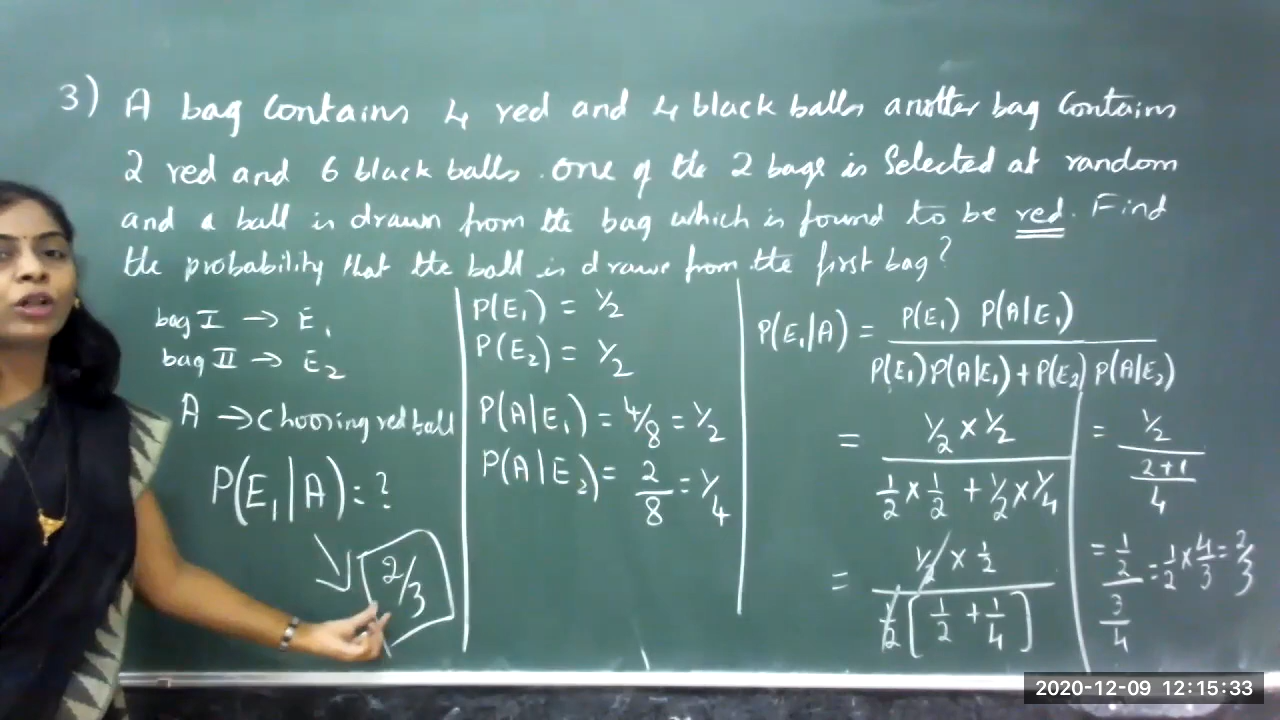 3) A bag contains 4 red and 4 black balls another bag contains
2 red and 6 black balls. One of the 2 bags is Selected at random
and a ball is drawn from the bag which is found to be red. Find
the probability that the ball is drawn from the first bag?
bag I → E₁
bag II → E₂
A → Choosing red ball
P(E₁|A) = ?
2/3
P(E₁) = 1/2
P(E₂) = 1/2
P(A|E₁) = 4/8 = 1/2
P(A|E₂) = 2/8 = 1/4
P(E₁|A) = P(E₁) P(A|E₁) / P(E₁)P(A|E₁) + P(E₂) P(A|E₂)
= 1/2 × 1/2 / 1/2 × 1/2 + 1/2 × 1/4
= 1/2 × 1/2 / 1/2 [1/2 + 1/4]
= 1/2 / 2+1/4
= 1/2 / 3/4 = 1/2 × 4/3 = 2/3
2020-12-09 12:15:33